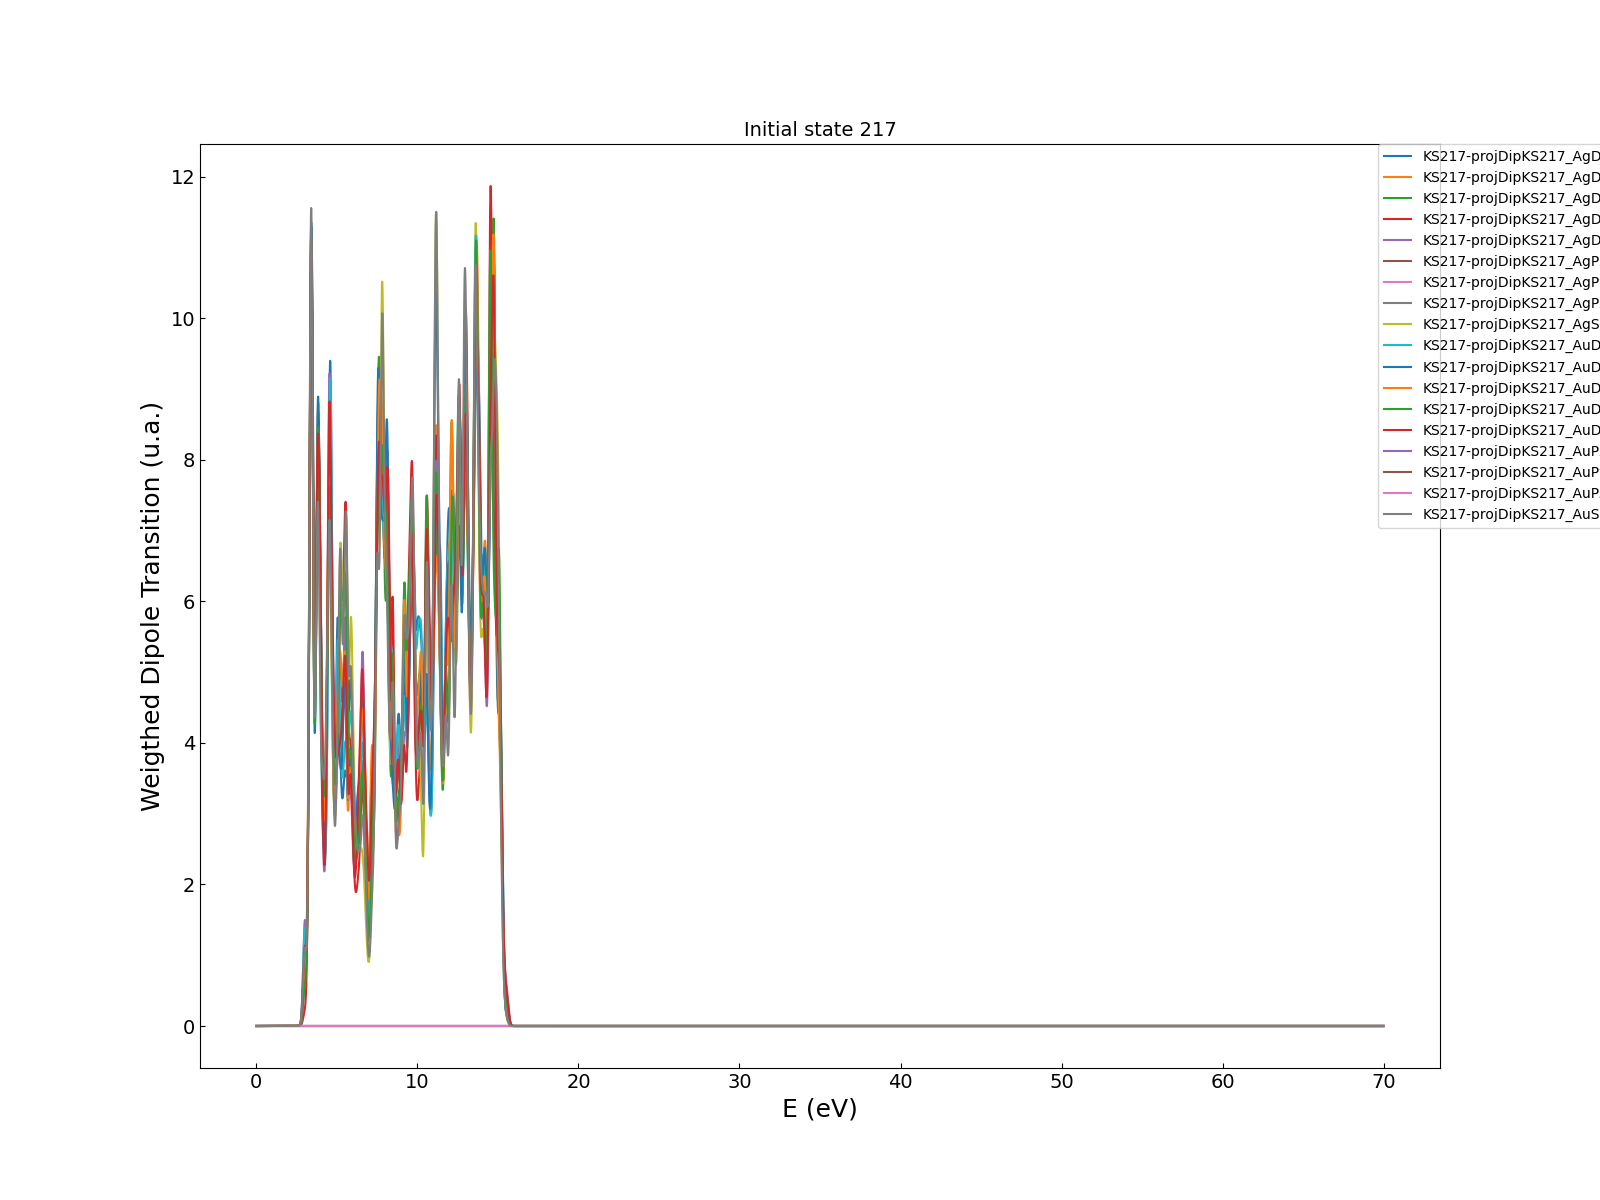 Initial state 217
Weigthed Dipole Transition (u.a.)
12
10
8
6
4
2
0
0 10 20 30 40 50 60 70
E (eV)
KS217-projDipKS217_AgD
KS217-projDipKS217_AgD
KS217-projDipKS217_AgD
KS217-projDipKS217_AgD
KS217-projDipKS217_AgD
KS217-projDipKS217_AgP
KS217-projDipKS217_AgP
KS217-projDipKS217_AgP
KS217-projDipKS217_AgS
KS217-projDipKS217_AuD
KS217-projDipKS217_AuD
KS217-projDipKS217_AuD
KS217-projDipKS217_AuD
KS217-projDipKS217_AuD
KS217-projDipKS217_AuP
KS217-projDipKS217_AuP
KS217-projDipKS217_AuP
KS217-projDipKS217_AuS